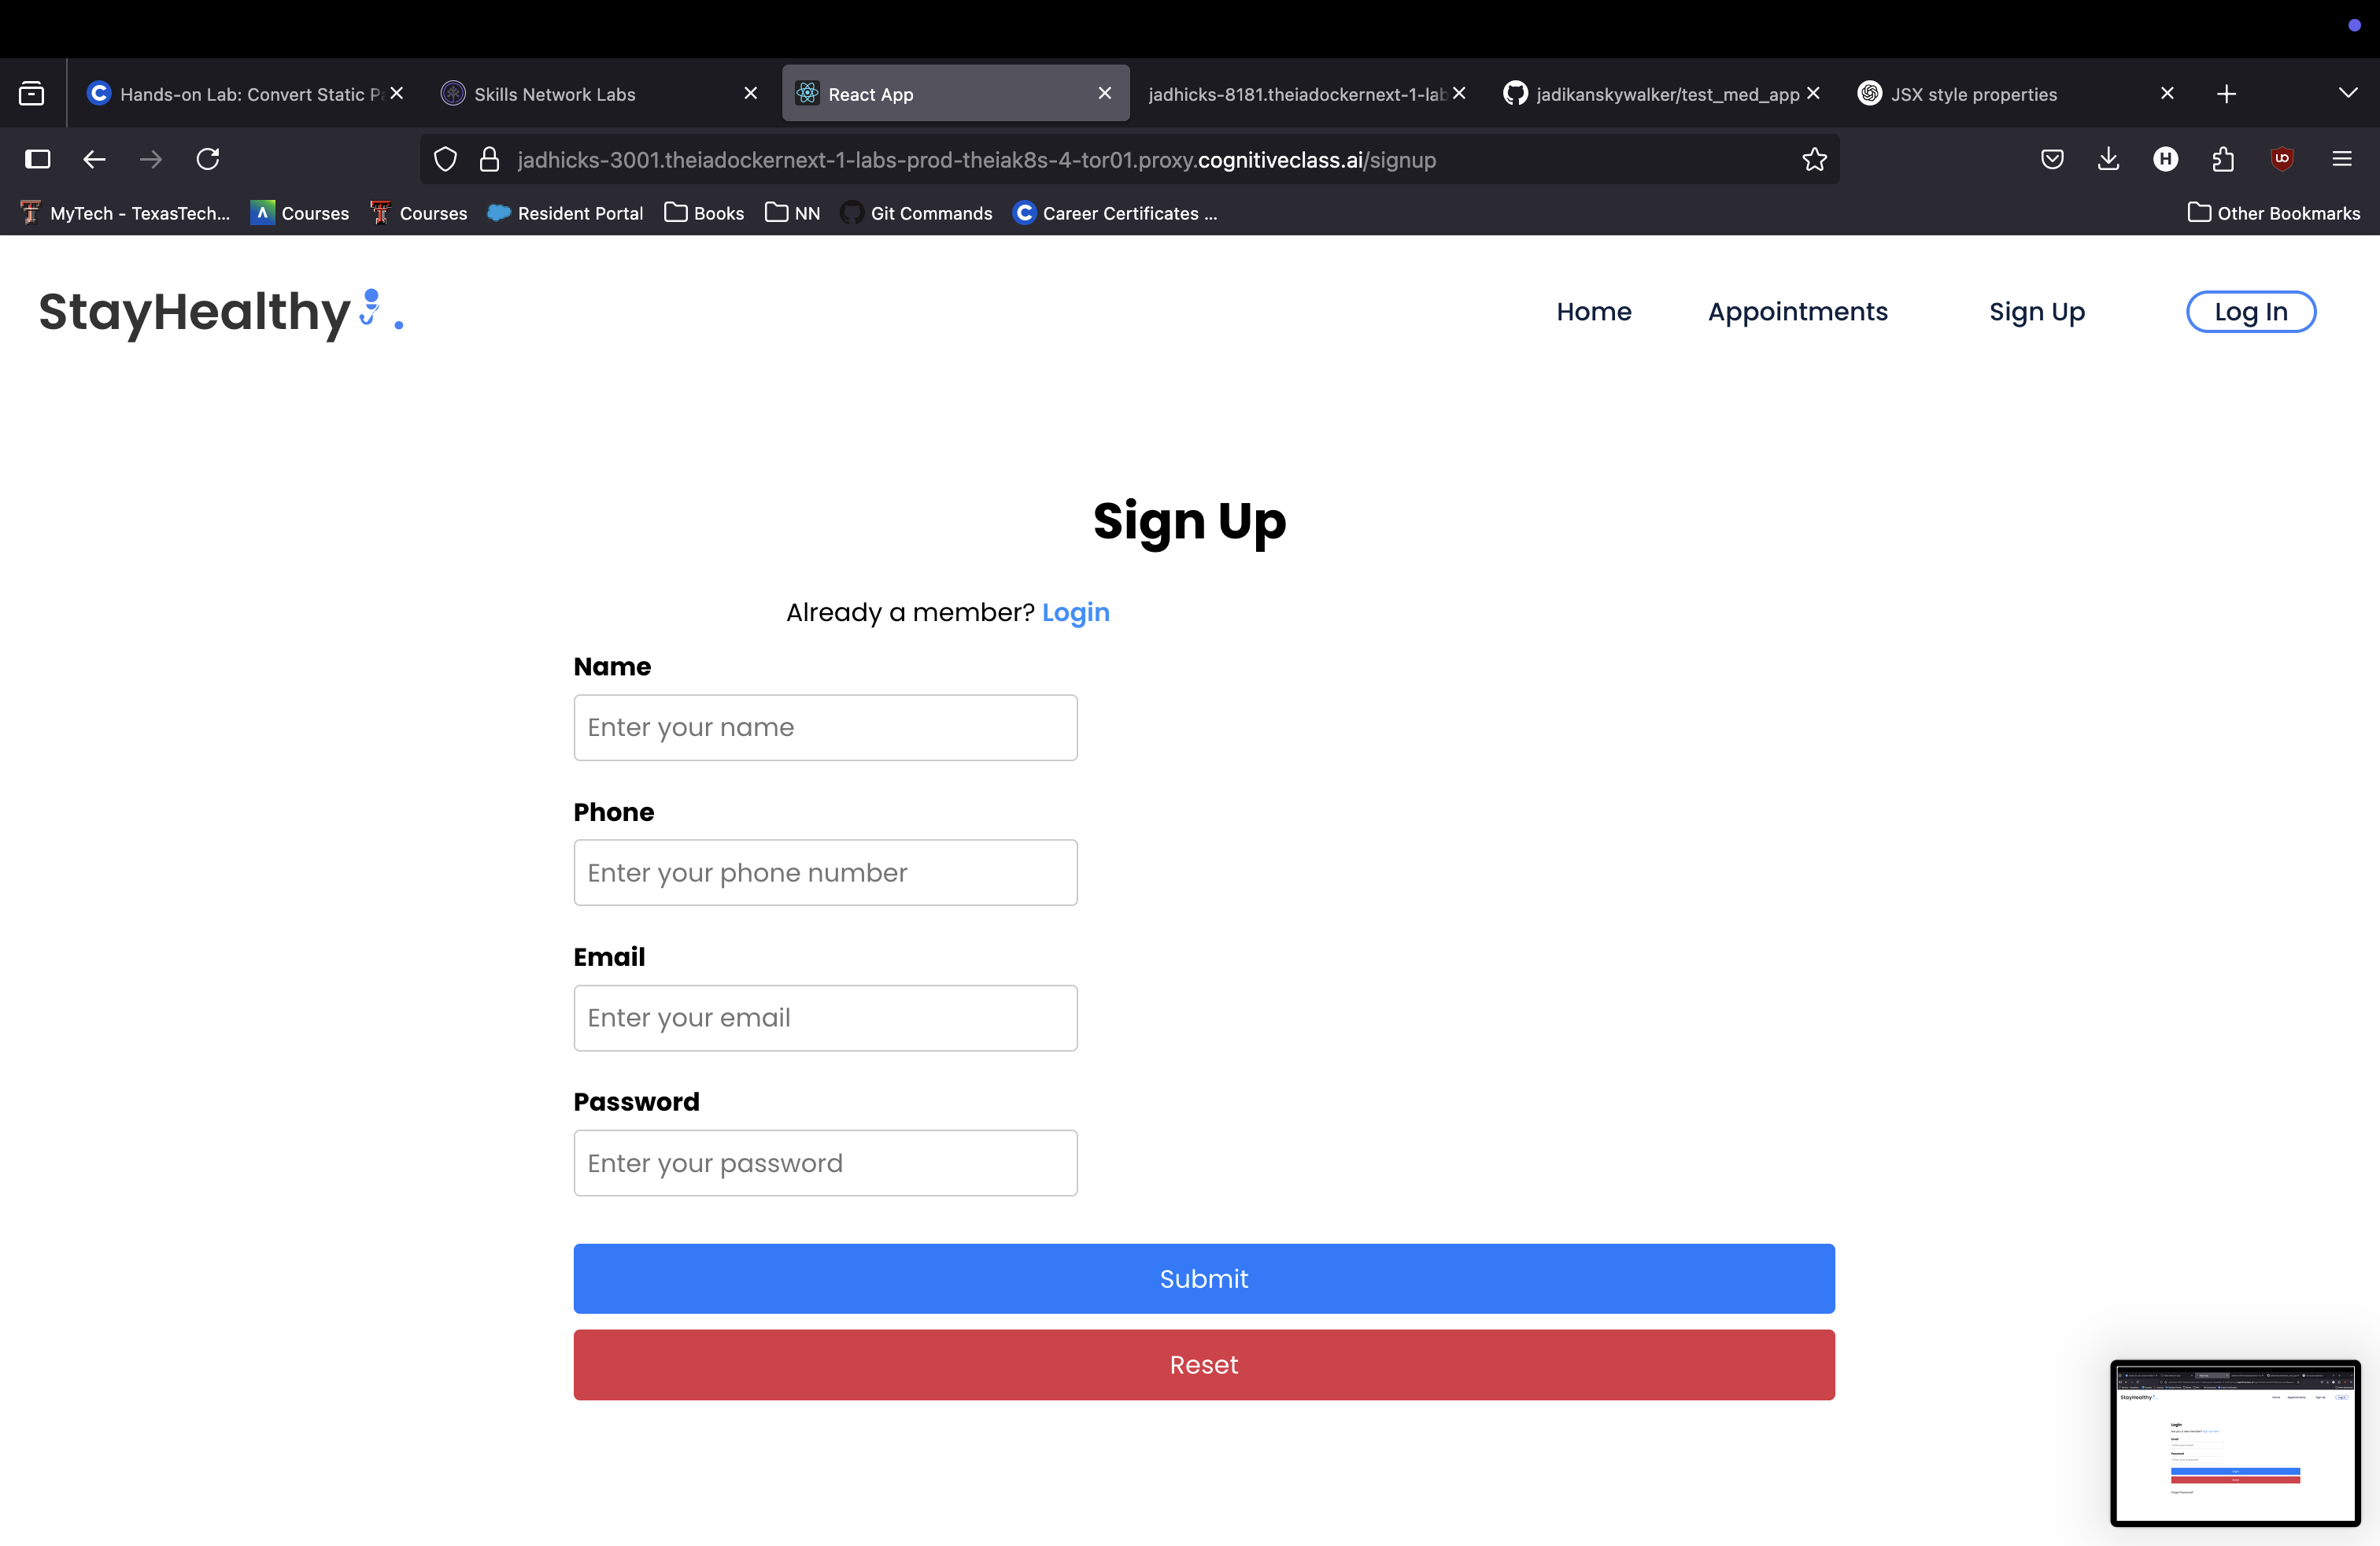 Hands-on Lab: Convert Static Pa
Skills Network Labs
React App
jadhicks-8181.theiadockernext-1-lab
jadikanskywalker/test_med_app
JSX style properties
jadhicks-3001.theiadockernext-1-labs-prod-theiak8s-4-tor01.proxy.cognitiveclass.ai/signup
MyTech - TexasTech...
Courses
Courses
Resident Portal
Books
NN
Git Commands
Career Certificates ...
Other Bookmarks
StayHealthy.
Home
Appointments
Sign Up
Log In
Sign Up
Already a member? Login
Name
Enter your name
Phone
Enter your phone number
Email
Enter your email
Password
Enter your password
Submit
Reset
StayHealthy
Login